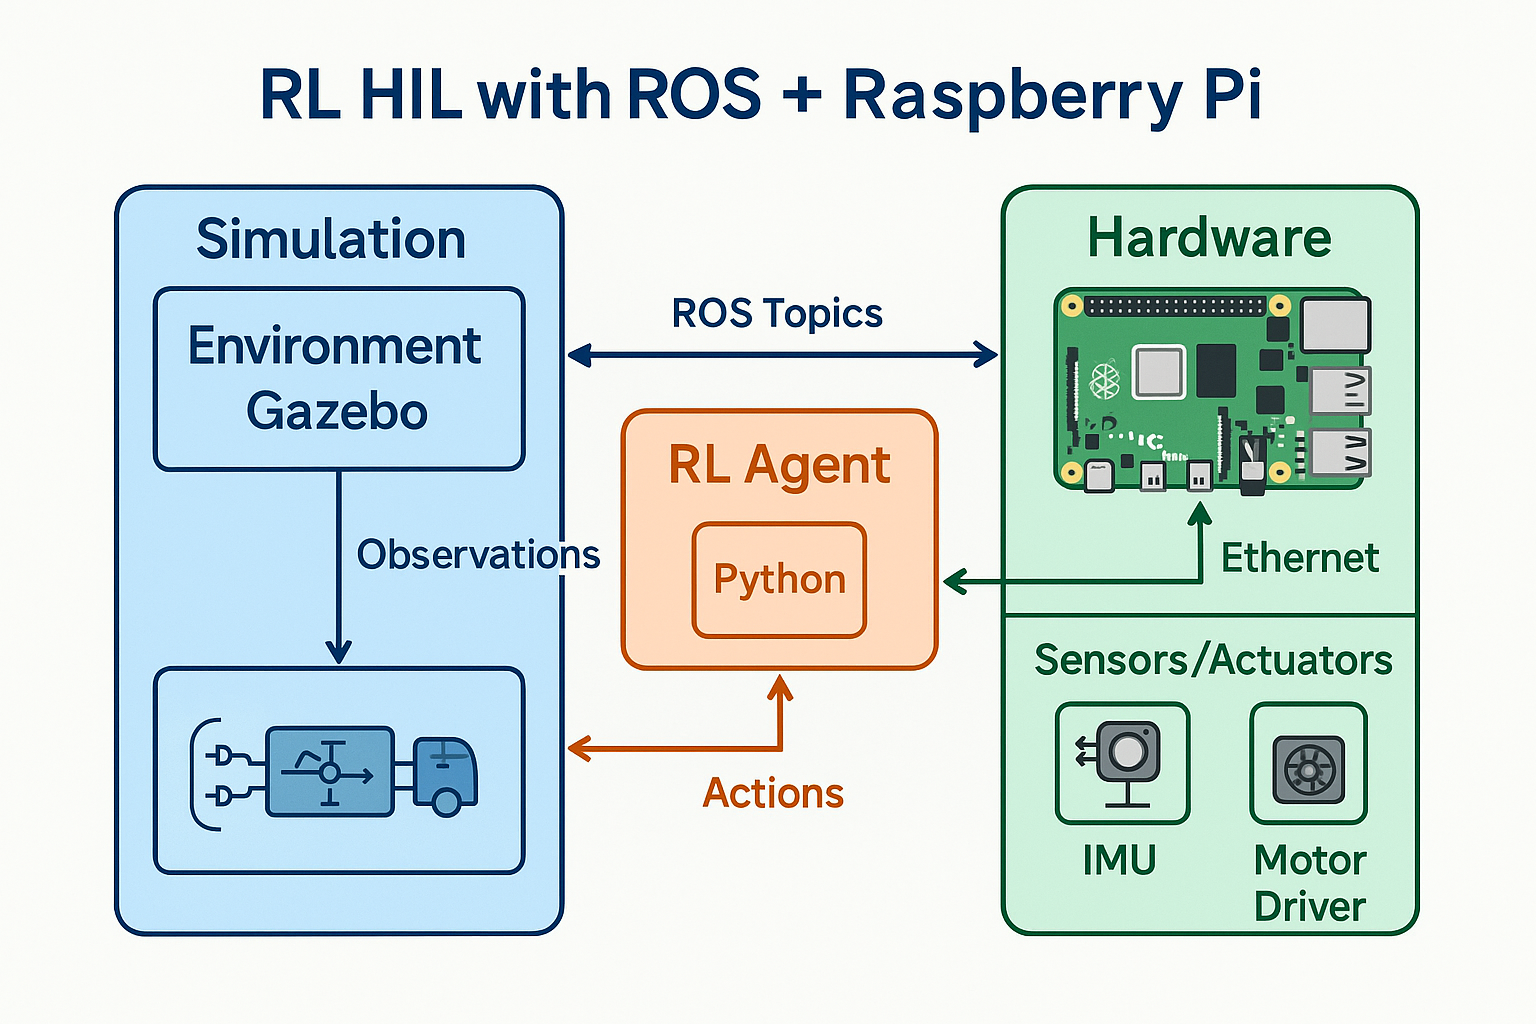 RL HIL with ROS + Raspberry Pi
Simulation
Environment
Gazebo
Observations
ROS Topics
RL Agent
Python
Actions
Hardware
Ethernet
Sensors/Actuators
IMU
Motor
Driver